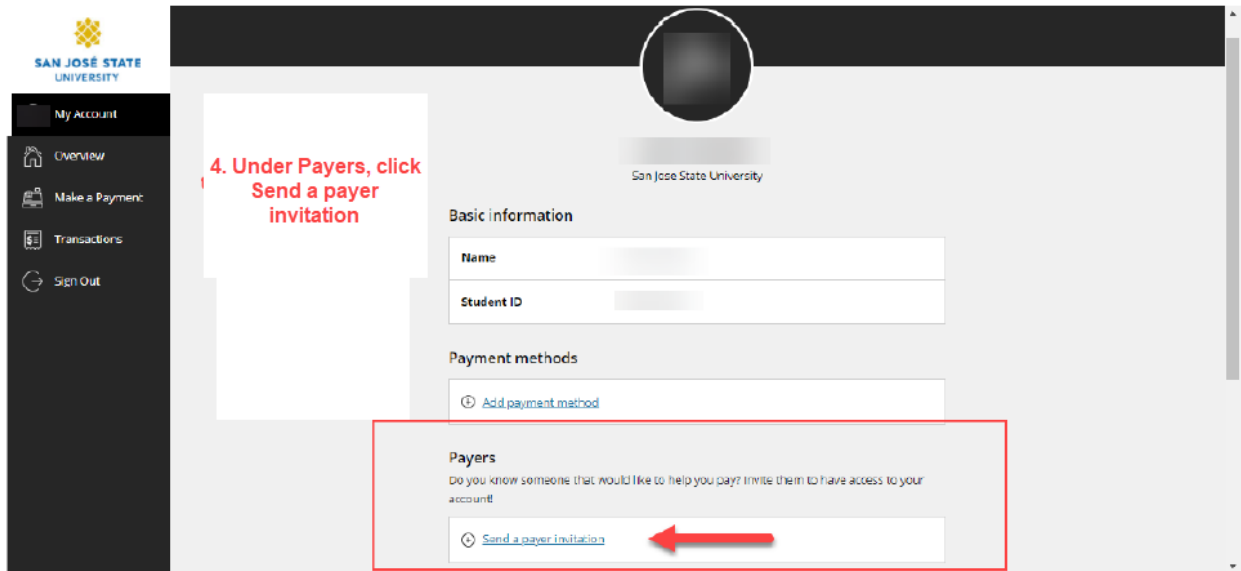 SAN JOSÉ STATE
UNIVERSITY
My Account
Overview
Make a Payment
Transactions
Sign Out
4. Under Payers, click
Send a payer
invitation
San Jose State University
Basic information
Name
Student ID
Payment methods
Add payment method
Payers
Do you know someone that would like to help you pay? Invite them to have access to your
account!
Send a payer invitation